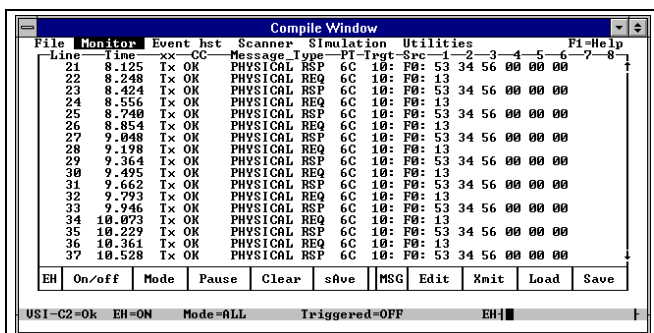 Compile Window
File Monitor Event hst Scanner SImulation Utilities F1=Help
Line Time xx CC Message_Type PT Trgt Src 1 2 3 4 5 6 7 8
21 8.125 Tx OK PHYSICAL RSP 6C 10: F0: 53 34 56 00 00 00
22 8.248 Tx OK PHYSICAL REQ 6C 10: F0: 13
23 8.424 Tx OK PHYSICAL RSP 6C 10: F0: 53 34 56 00 00 00
24 8.556 Tx OK PHYSICAL REQ 6C 10: F0: 13
25 8.740 Tx OK PHYSICAL RSP 6C 10: F0: 53 34 56 00 00 00
26 8.854 Tx OK PHYSICAL REQ 6C 10: F0: 13
27 9.048 Tx OK PHYSICAL RSP 6C 10: F0: 53 34 56 00 00 00
28 9.198 Tx OK PHYSICAL REQ 6C 10: F0: 13
29 9.364 Tx OK PHYSICAL RSP 6C 10: F0: 53 34 56 00 00 00
30 9.495 Tx OK PHYSICAL REQ 6C 10: F0: 13
31 9.662 Tx OK PHYSICAL RSP 6C 10: F0: 53 34 56 00 00 00
32 9.793 Tx OK PHYSICAL REQ 6C 10: F0: 13
33 9.946 Tx OK PHYSICAL RSP 6C 10: F0: 53 34 56 00 00 00
34 10.073 Tx OK PHYSICAL REQ 6C 10: F0: 13
35 10.229 Tx OK PHYSICAL RSP 6C 10: F0: 53 34 56 00 00 00
36 10.361 Tx OK PHYSICAL REQ 6C 10: F0: 13
37 10.528 Tx OK PHYSICAL RSP 6C 10: F0: 53 34 56 00 00 00
EH On/off Mode Pause Clear sAve MSG Edit Xmit Load Save
VSI-C2=Ok EH=ON Mode=ALL Triggered=OFF EH